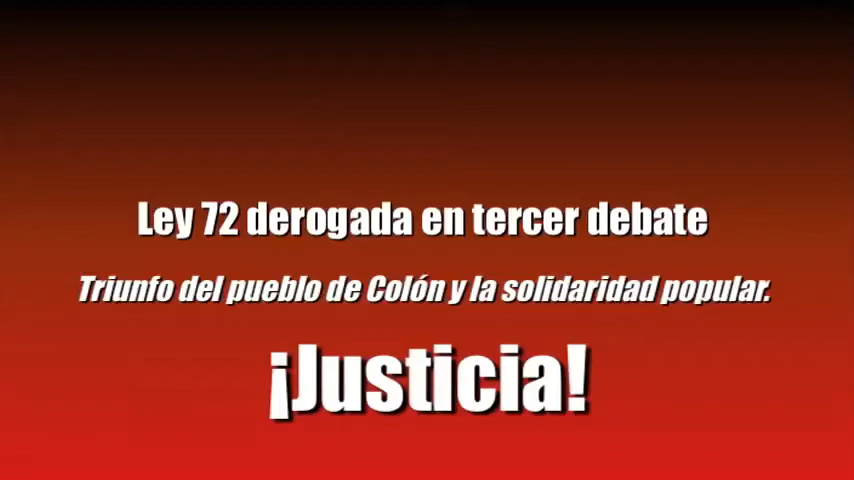 Ley 72 derogada en tercer debate
Triunfo del pueblo de Colón y la solidaridad popular.
¡Justicia!